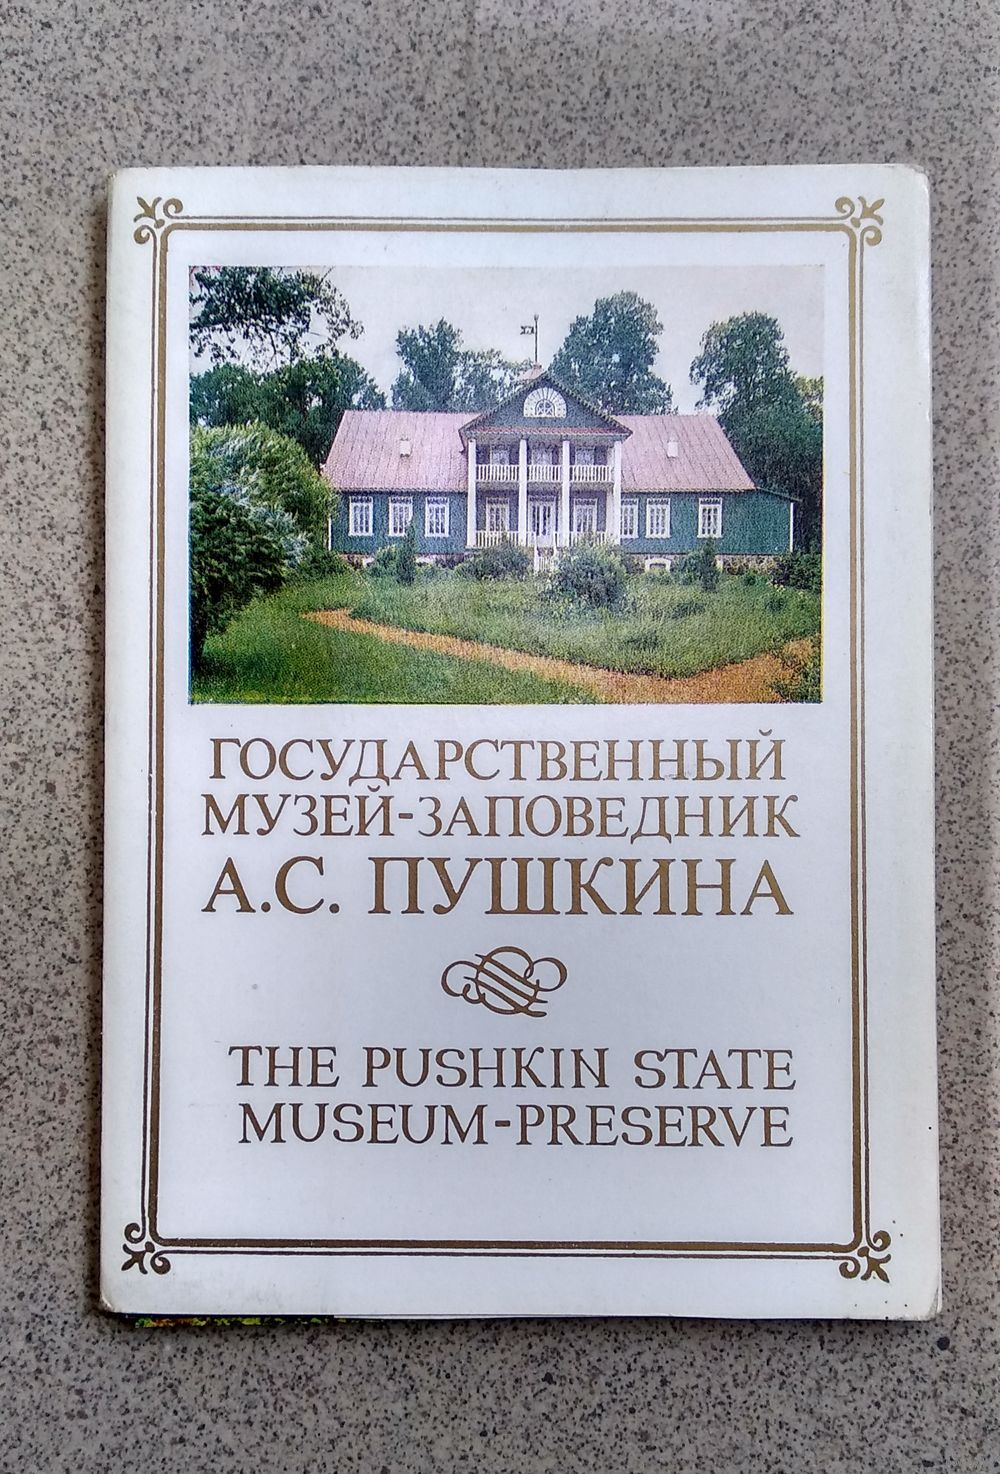 ГОСУДАРСТВЕННЫЙ
МУЗЕЙ-ЗАПОВЕДНИК
А.С. ПУШКИНА
THE PUSHKIN STATE
MUSEUM-PRESERVE